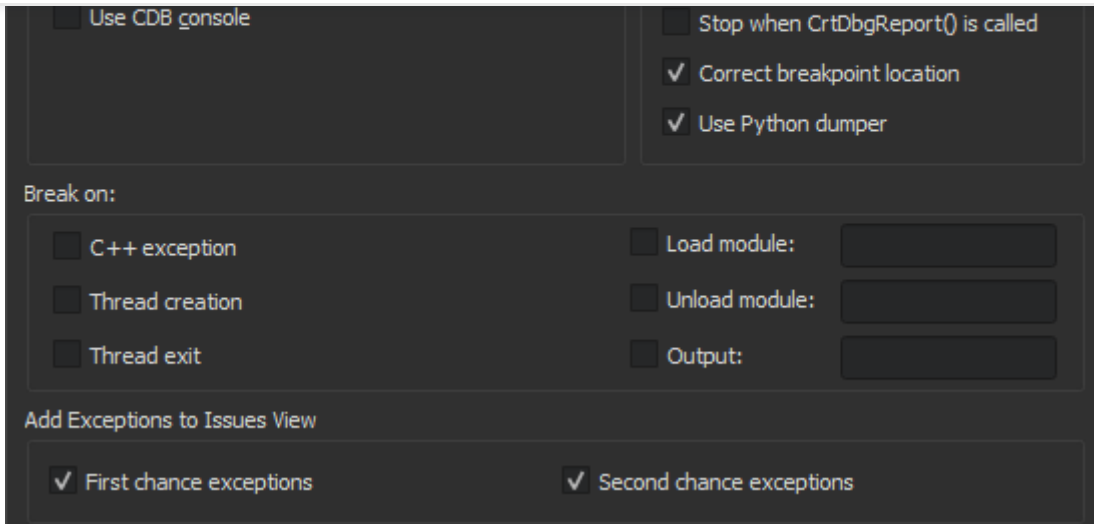 Use CDB console
Stop when CrtDbgReport() is called
Correct breakpoint location
Use Python dumper
Break on:
C++ exception
Load module:
Thread creation
Unload module:
Thread exit
Output:
Add Exceptions to Issues View
First chance exceptions
Second chance exceptions